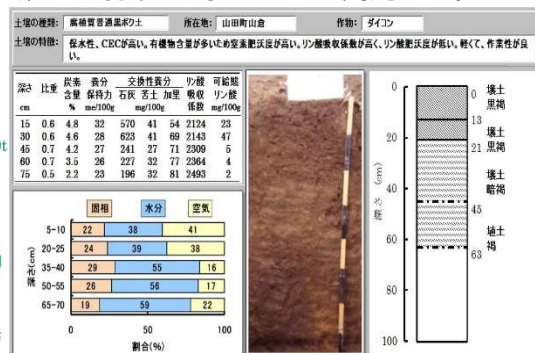 土壌の種類: 腐植質普通黒ボク土 所在地: 山田町山倉 作物: ダイコン
土壌の特徴: 保水性、CECが高い。有機物含量が多いため窒素肥沃度が高い。リン酸吸収係数が高く、リン酸肥沃度が低い。軽くて、作業性が良い。
深さ 比重 炭素含量 養分保持力 交換性養分 リン酸吸収係数 可給態リン酸
石灰 苦土 加里
cm % me/100g mg/100g mg/100g
15 0.6 4.8 32 570 41 54 2124 23
30 0.6 4.6 28 623 41 69 2143 47
45 0.7 4.2 27 241 27 71 2309 5
60 0.7 3.5 26 227 32 77 2364 4
75 0.5 2.2 23 196 32 81 2493 2
固相 水分 空気
深さ(cm)
5-10 22 38 41
20-25 24 39 38
35-40 29 55 16
50-55 26 56 17
65-70 19 59 22
0 50 100
割合(%)
深さ (cm)
0
20
40
60
80
100
0 壌土 黒褐
13 壌土 黒褐
21 壌土 暗褐
45
埴土 褐
63